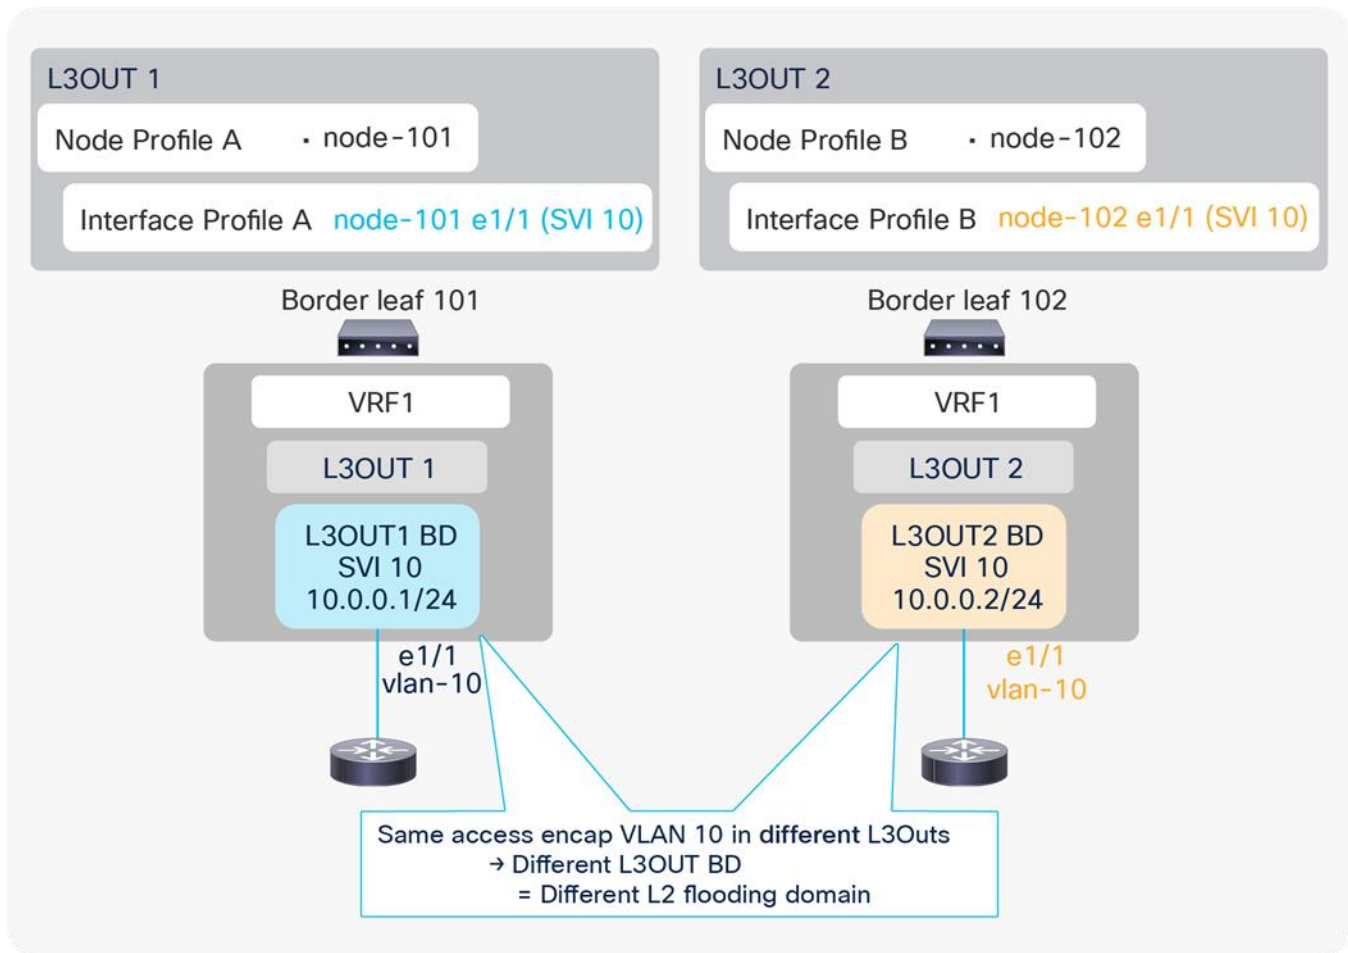 L3OUT 1
Node Profile A · node-101
Interface Profile A node-101 e1/1 (SVI 10)
L3OUT 2
Node Profile B · node-102
Interface Profile B node-102 e1/1 (SVI 10)
Border leaf 101
VRF1
L3OUT 1
L3OUT1 BD
SVI 10
10.0.0.1/24
e1/1
vlan-10
Border leaf 102
VRF1
L3OUT 2
L3OUT2 BD
SVI 10
10.0.0.2/24
e1/1
vlan-10
Same access encap VLAN 10 in different L3Outs
→ Different L3OUT BD
= Different L2 flooding domain